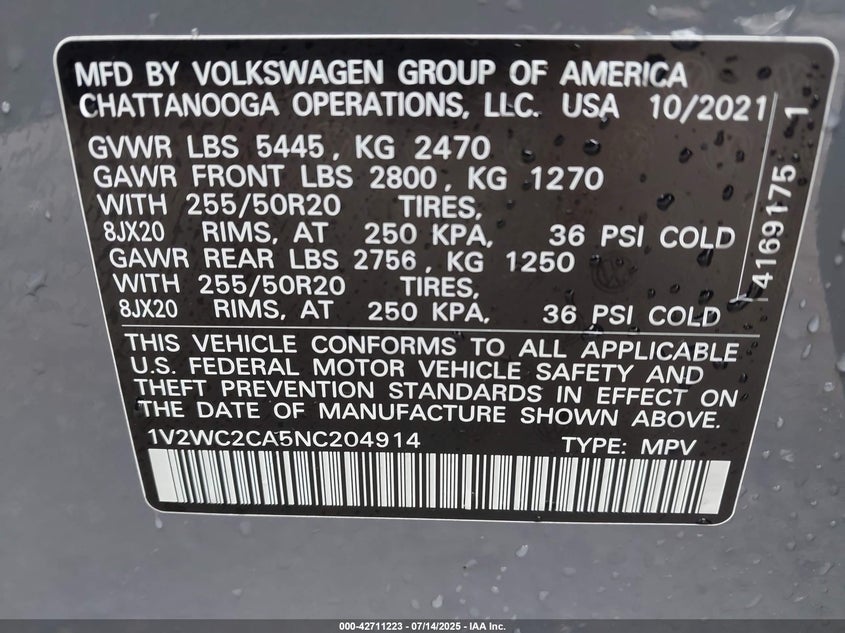 MFD BY VOLKSWAGEN GROUP OF AMERICA
CHATTANOOGA OPERATIONS, LLC. USA 10/2021
GVWR LBS 5445, KG 2470
GAWR FRONT LBS 2800, KG 1270
WITH 255/50R20 TIRES,
8JX20 RIMS, AT 250 KPA, 36 PSI COLD
GAWR REAR LBS 2756, KG 1250
WITH 255/50R20 TIRES,
8JX20 RIMS, AT 250 KPA, 36 PSI COLD
4169175 1
THIS VEHICLE CONFORMS TO ALL APPLICABLE
U.S. FEDERAL MOTOR VEHICLE SAFETY AND
THEFT PREVENTION STANDARDS IN EFFECT ON
THE DATE OF MANUFACTURE SHOWN ABOVE.
1V2WC2CA5NC204914 TYPE: MPV
000-42711223 - 07/14/2025 - IAA Inc.